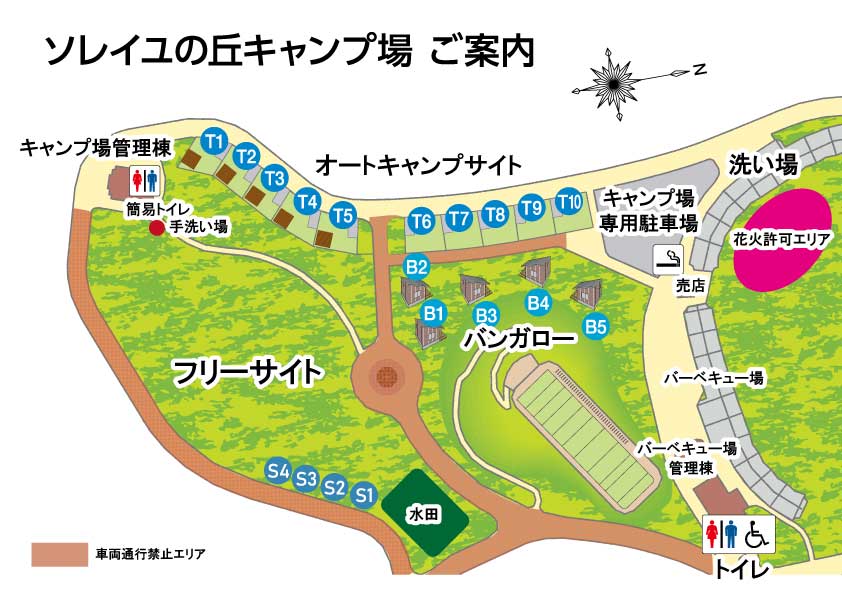 ソレイユの丘キャンプ場 ご案内
N
キャンプ場管理棟
簡易トイレ
手洗い場
T1
T2
T3
T4
T5
オートキャンプサイト
T6
T7
T8
T9
T10
キャンプ場
専用駐車場
洗い場
花火許可エリア
売店
B2
B1
B3
B4
B5
バンガロー
フリーサイト
バーベキュー場
バーベキュー場
管理棟
S4
S3
S2
S1
水田
トイレ
車両通行禁止エリア